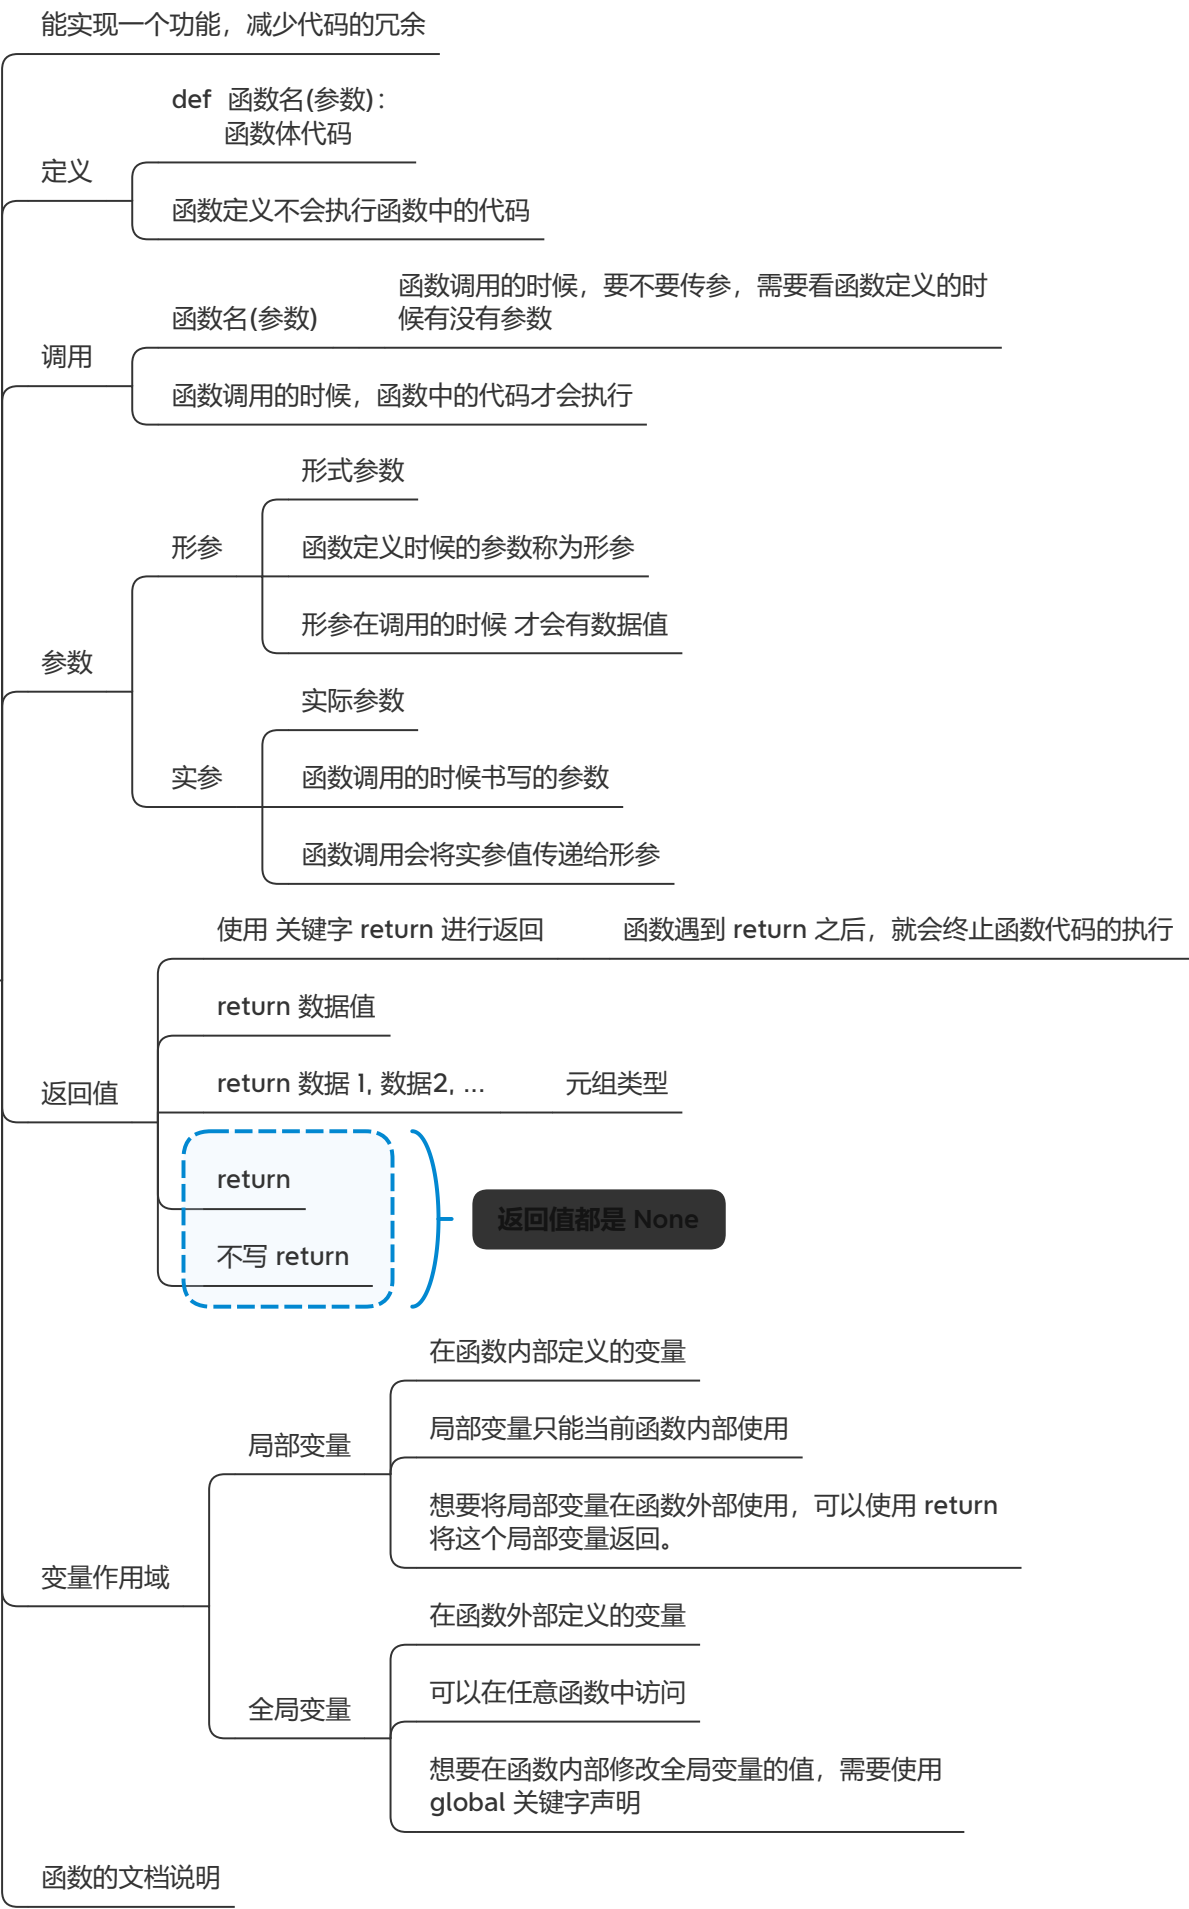 能实现一个功能，减少代码的冗余
def 函数名(参数)：
函数体代码
定义
函数定义不会执行函数中的代码
函数调用的时候，要不要传参，需要看函数定义的时
候有没有参数
函数名(参数)
调用
函数调用的时候，函数中的代码才会执行
形式参数
形参
函数定义时候的参数称为形参
形参在调用的时候 才会有数据值
参数
实际参数
实参
函数调用的时候书写的参数
函数调用会将实参值传递给形参
使用 关键字 return 进行返回
函数遇到 return 之后，就会终止函数代码的执行
return 数据值
return 数据 1, 数据2, ...
元组类型
返回值
return
返回值都是 None
不写 return
在函数内部定义的变量
局部变量
局部变量只能当前函数内部使用
想要将局部变量在函数外部使用，可以使用 return
将这个局部变量返回。
变量作用域
在函数外部定义的变量
全局变量
可以在任意函数中访问
想要在函数内部修改全局变量的值，需要使用
global 关键字声明
函数的文档说明